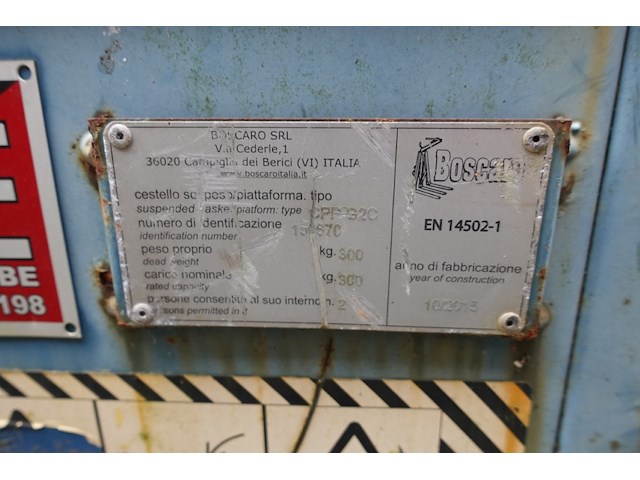 BOSCARO SRL
Via Cederle,1
36020 Campiglia dei Berici (VI) ITALIA
www.boscaroitalia.it
cestello sospeso/piattaforma. tipo
suspended basket/platform: type
numero di identificazione
identification number
peso proprio kg. 300
dead weight
carico nominale kg. 300
rated capacity
persone consentite al suo interno n. 2
persons permitted in it
Boscaro
EN 14502-1
anno di fabbricazione
year of construction
10/2015
E
BE
198